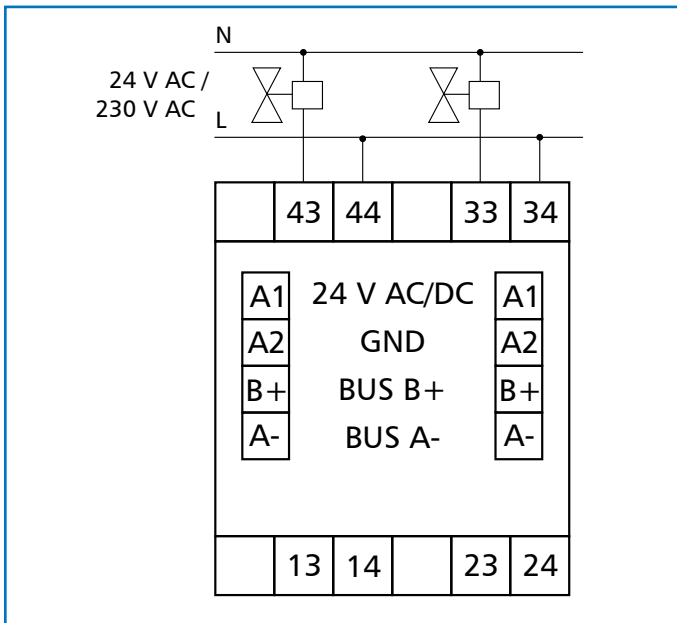 N
24 V AC /
230 V AC
L
43 44 33 34
A1 24 V AC/DC A1
A2 GND A2
B+ BUS B+ B+
A- BUS A- A-
13 14 23 24